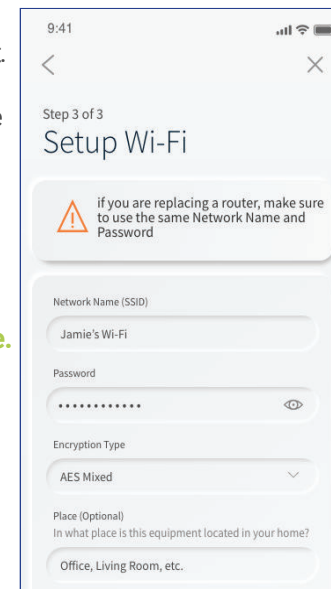 9:41
Step 3 of 3
Setup Wi-Fi
if you are replacing a router, make sure
to use the same Network Name and
Password
Network Name (SSID)
Jamie's Wi-Fi
Password
••••••••••••
Encryption Type
AES Mixed
Place (Optional)
In what place is this equipment located in your home?
Office, Living Room, etc.